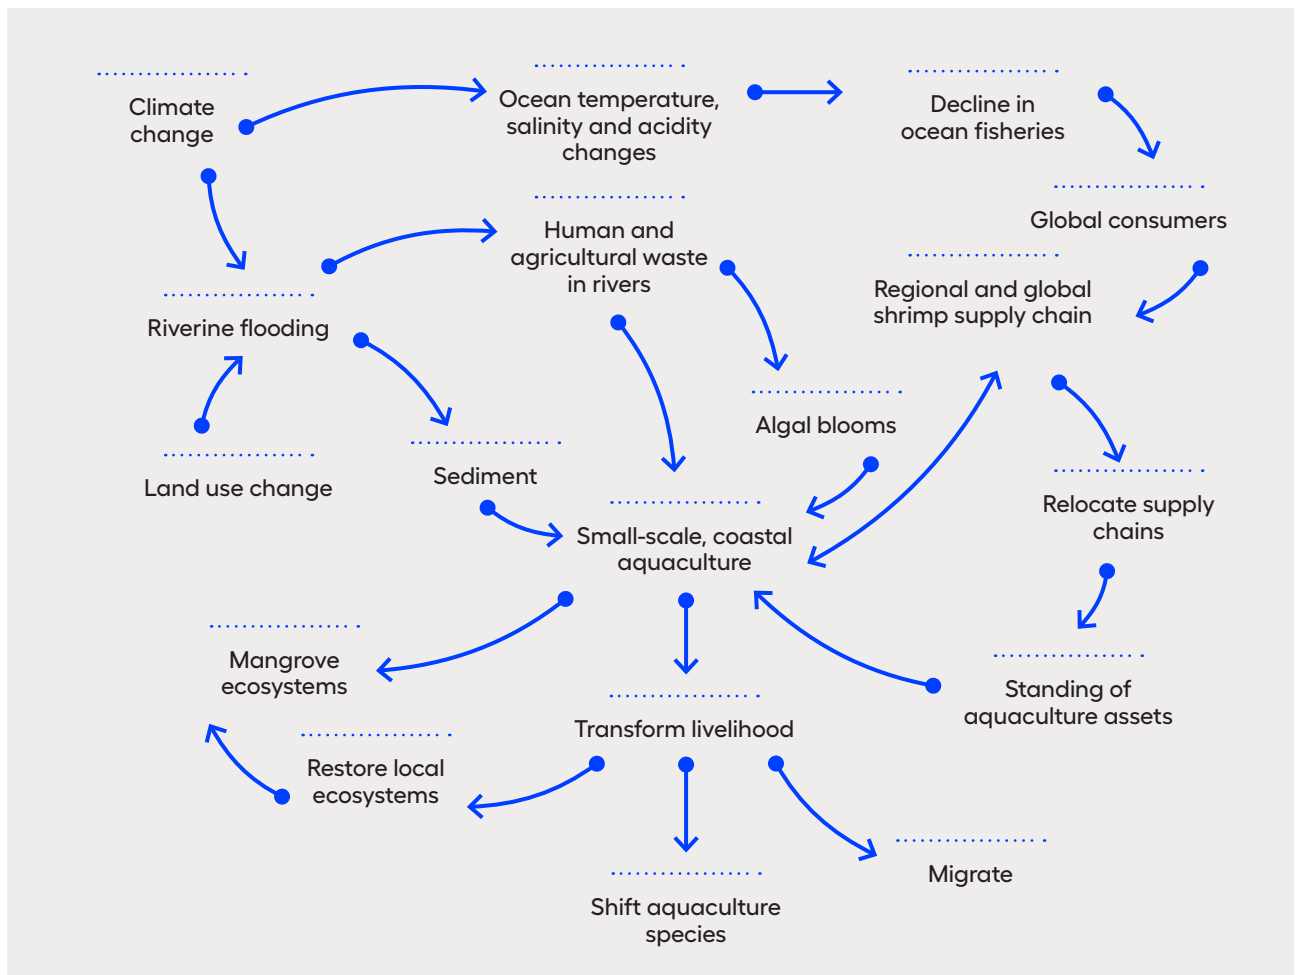 Climate
change
Ocean temperature,
salinity and acidity
changes
Decline in
ocean fisheries
Global consumers
Human and
agricultural waste
in rivers
Regional and global
shrimp supply chain
Riverine flooding
Algal blooms
Sediment
Land use change
Relocate supply
chains
Small-scale, coastal
aquaculture
Mangrove
ecosystems
Standing of
aquaculture assets
Transform livelihood
Restore local
ecosystems
Migrate
Shift aquaculture
species